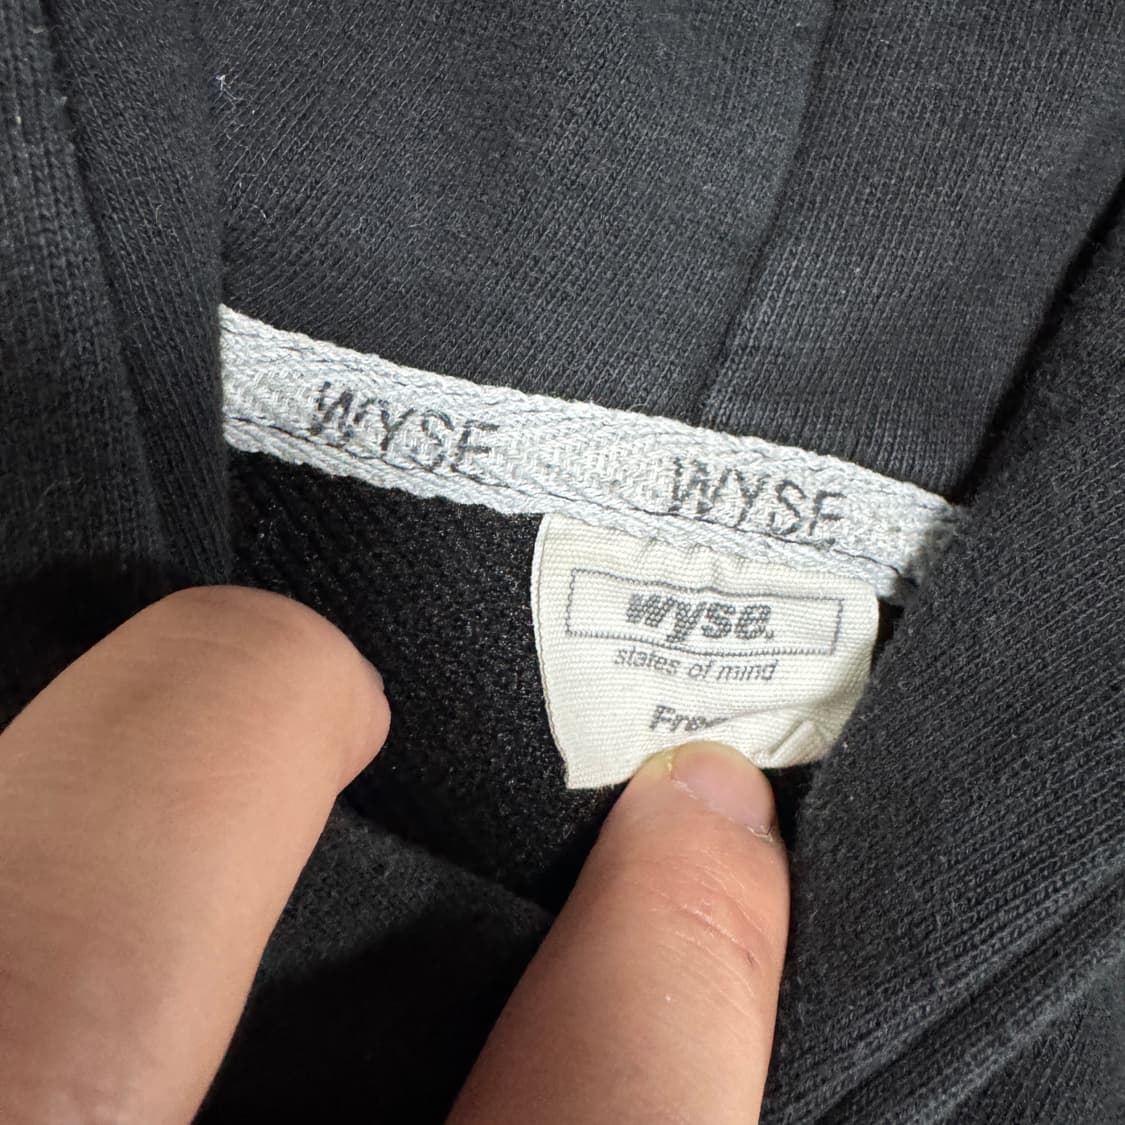 WYSE WYSE
wyse.
states of mind